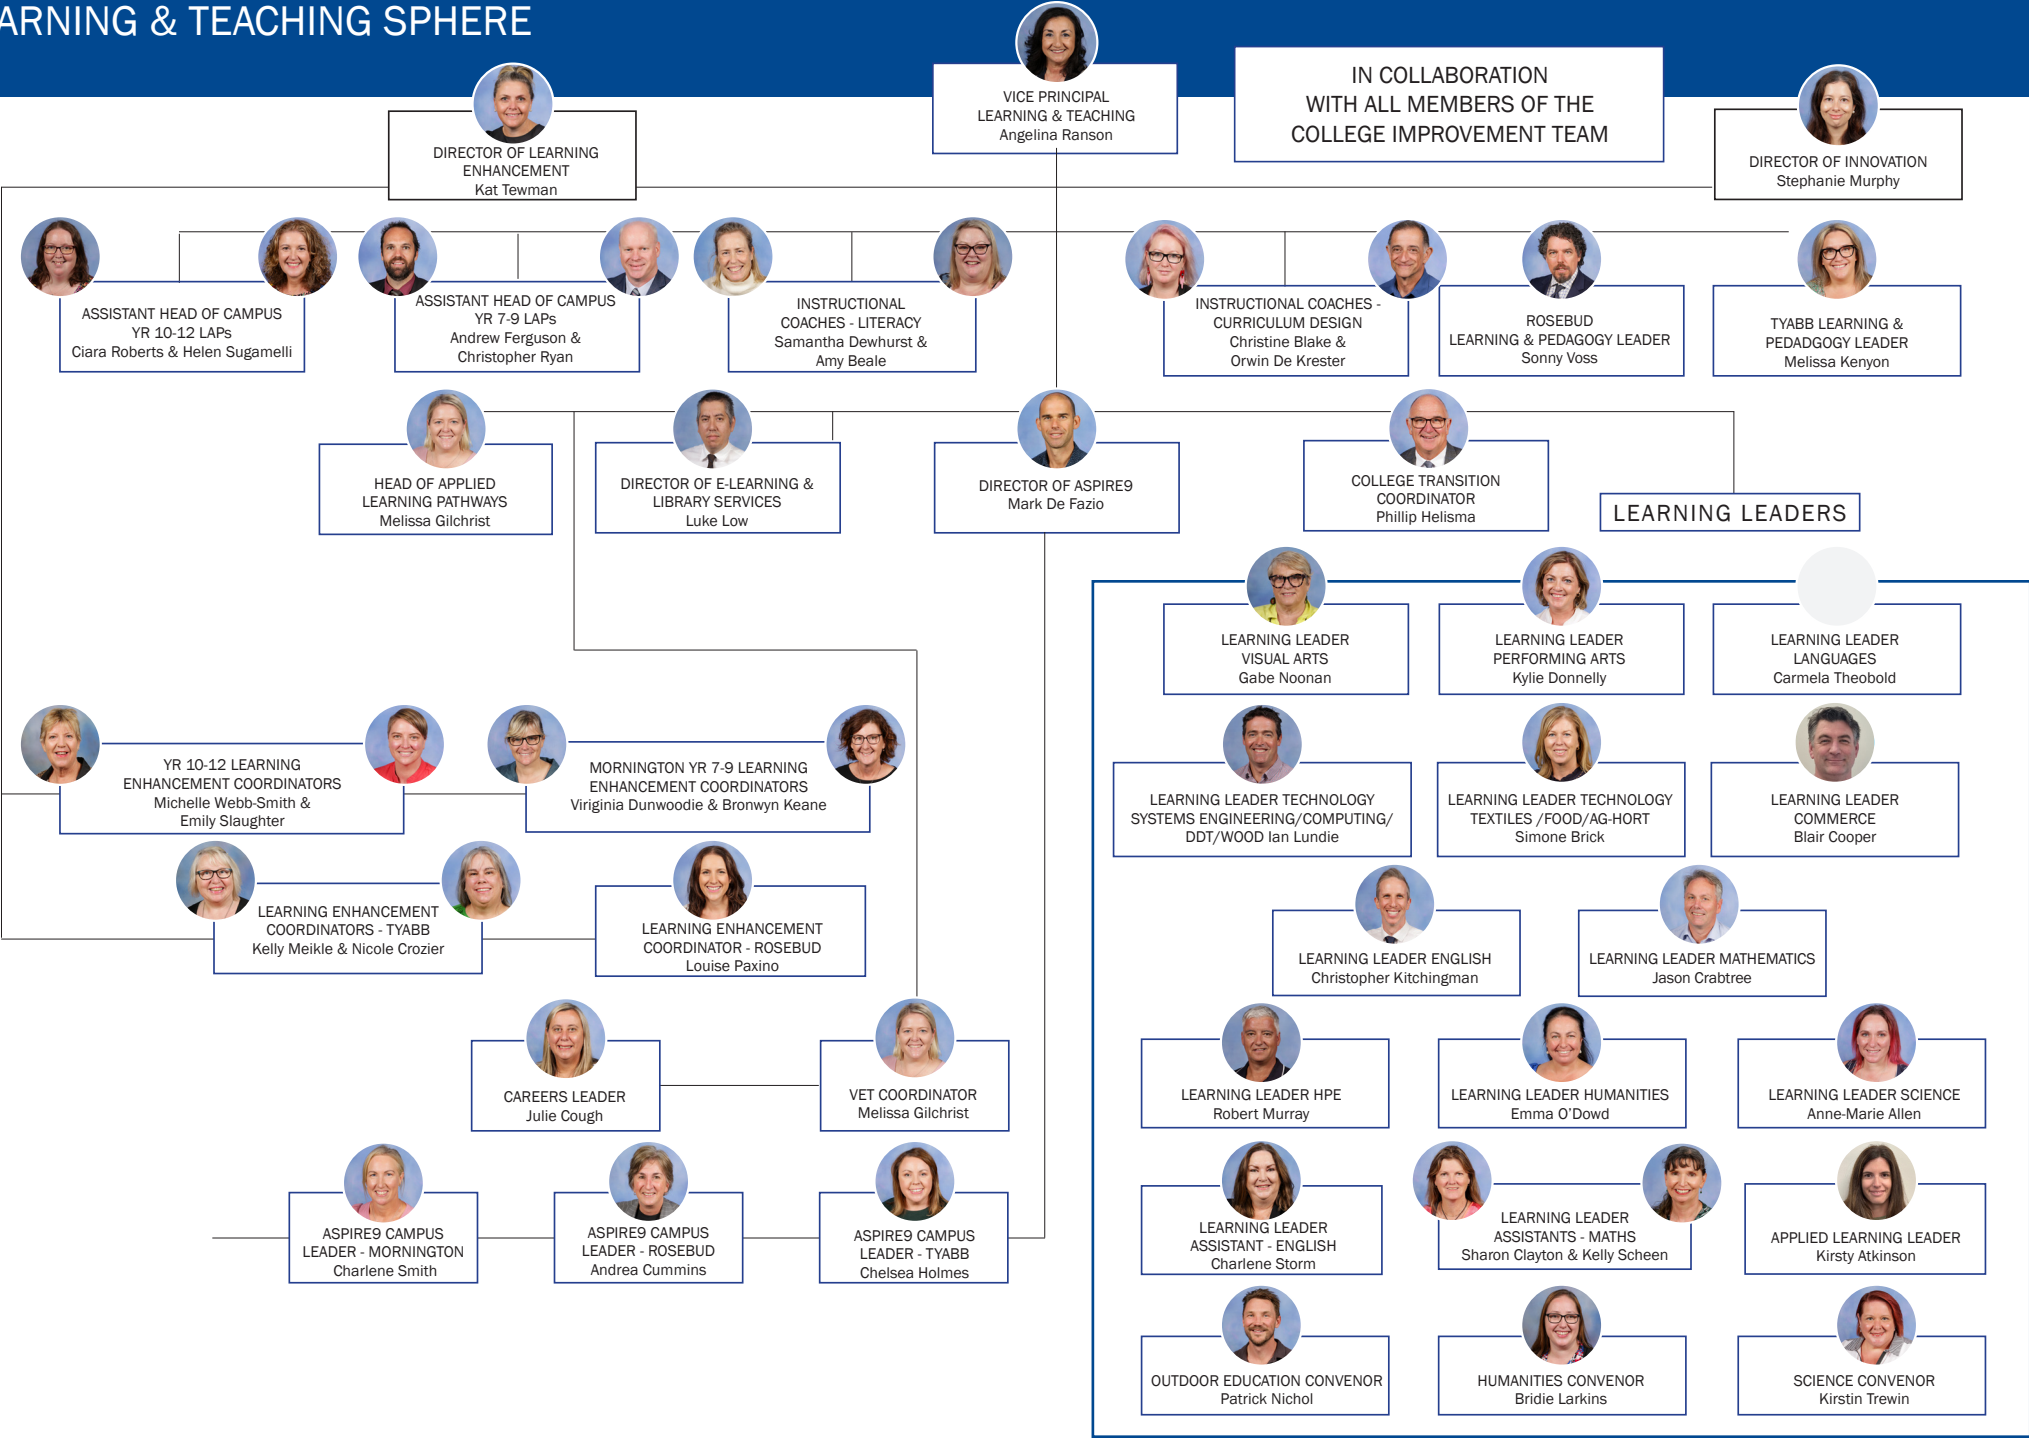 ARNING & TEACHING SPHERE
VICE PRINCIPAL
LEARNING & TEACHING
Angelina Ranson
IN COLLABORATION
WITH ALL MEMBERS OF THE
COLLEGE IMPROVEMENT TEAM
DIRECTOR OF LEARNING
ENHANCEMENT
Kat Tewman
DIRECTOR OF INNOVATION
Stephanie Murphy
ASSISTANT HEAD OF CAMPUS
YR 10-12 LAPs
Ciara Roberts & Helen Sugamelli
ASSISTANT HEAD OF CAMPUS
YR 7-9 LAPs
Andrew Ferguson &
Christopher Ryan
INSTRUCTIONAL
COACHES - LITERACY
Samantha Dewhurst &
Amy Beale
INSTRUCTIONAL COACHES -
CURRICULUM DESIGN
Christine Blake &
Orwin De Krester
ROSEBUD
LEARNING & PEDAGOGY LEADER
Sonny Voss
TYABB LEARNING &
PEDADGOGY LEADER
Melissa Kenyon
HEAD OF APPLIED
LEARNING PATHWAYS
Melissa Gilchrist
DIRECTOR OF E-LEARNING &
LIBRARY SERVICES
Luke Low
DIRECTOR OF ASPIRE9
Mark De Fazio
COLLEGE TRANSITION
COORDINATOR
Phillip Helisma
LEARNING LEADERS
LEARNING LEADER
VISUAL ARTS
Gabe Noonan
LEARNING LEADER
PERFORMING ARTS
Kylie Donnelly
LEARNING LEADER
LANGUAGES
Carmela Theobold
YR 10-12 LEARNING
ENHANCEMENT COORDINATORS
Michelle Webb-Smith &
Emily Slaughter
MORNINGTON YR 7-9 LEARNING
ENHANCEMENT COORDINATORS
Viriginia Dunwoodie & Bronwyn Keane
LEARNING LEADER TECHNOLOGY
SYSTEMS ENGINEERING/COMPUTING/
DDT/WOOD Ian Lundie
LEARNING LEADER TECHNOLOGY
TEXTILES /FOOD/AG-HORT
Simone Brick
LEARNING LEADER
COMMERCE
Blair Cooper
LEARNING ENHANCEMENT
COORDINATORS - TYABB
Kelly Meikle & Nicole Crozier
LEARNING ENHANCEMENT
COORDINATOR - ROSEBUD
Louise Paxino
LEARNING LEADER ENGLISH
Christopher Kitchingman
LEARNING LEADER MATHEMATICS
Jason Crabtree
CAREERS LEADER
Julie Cough
VET COORDINATOR
Melissa Gilchrist
LEARNING LEADER HPE
Robert Murray
LEARNING LEADER HUMANITIES
Emma O'Dowd
LEARNING LEADER SCIENCE
Anne-Marie Allen
ASPIRE9 CAMPUS
LEADER - MORNINGTON
Charlene Smith
ASPIRE9 CAMPUS
LEADER - ROSEBUD
Andrea Cummins
ASPIRE9 CAMPUS
LEADER - TYABB
Chelsea Holmes
LEARNING LEADER
ASSISTANT - ENGLISH
Charlene Storm
LEARNING LEADER
ASSISTANTS - MATHS
Sharon Clayton & Kelly Scheen
APPLIED LEARNING LEADER
Kirsty Atkinson
OUTDOOR EDUCATION CONVENOR
Patrick Nichol
HUMANITIES CONVENOR
Bridie Larkins
SCIENCE CONVENOR
Kirstin Trewin